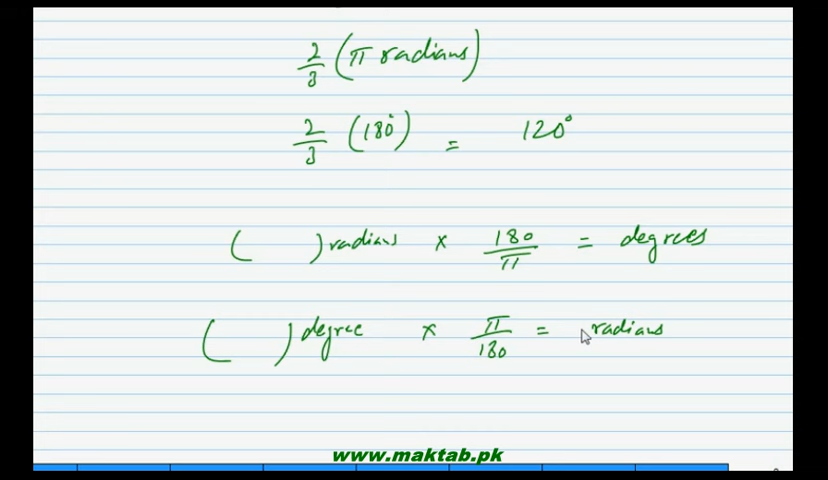 2/3 (π radians)
2/3 (180°) = 120°
(     ) radians × 180/π = degrees
(     ) degree × π/180 = radians
www.maktab.pk